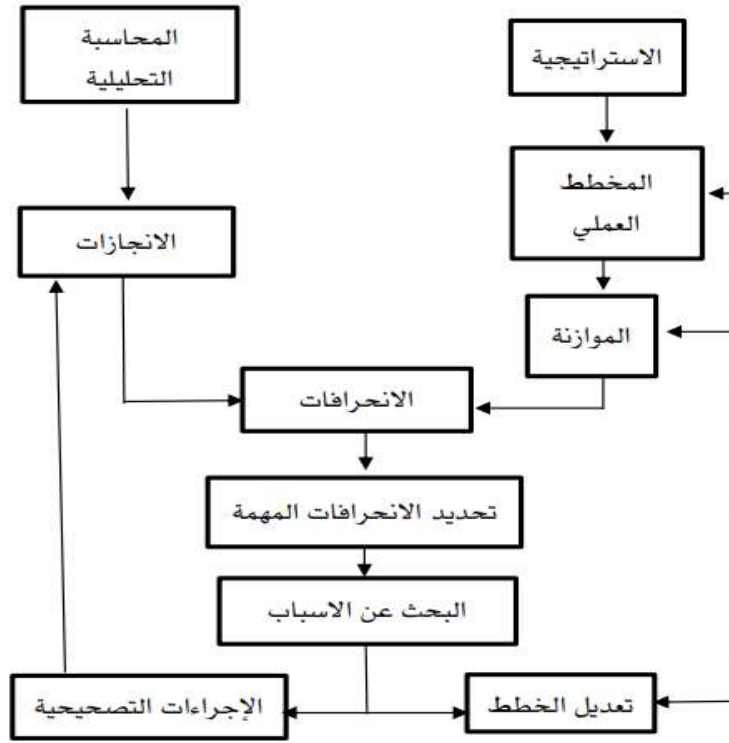 المحاسبة
التحليلية
الاستراتيجية
المخطط
العملي
الانجازات
الموازنة
الانحرافات
تحديد الانحرافات المهمة
البحث عن الاسباب
الإجراءات التصحيحية
تعديل الخطط